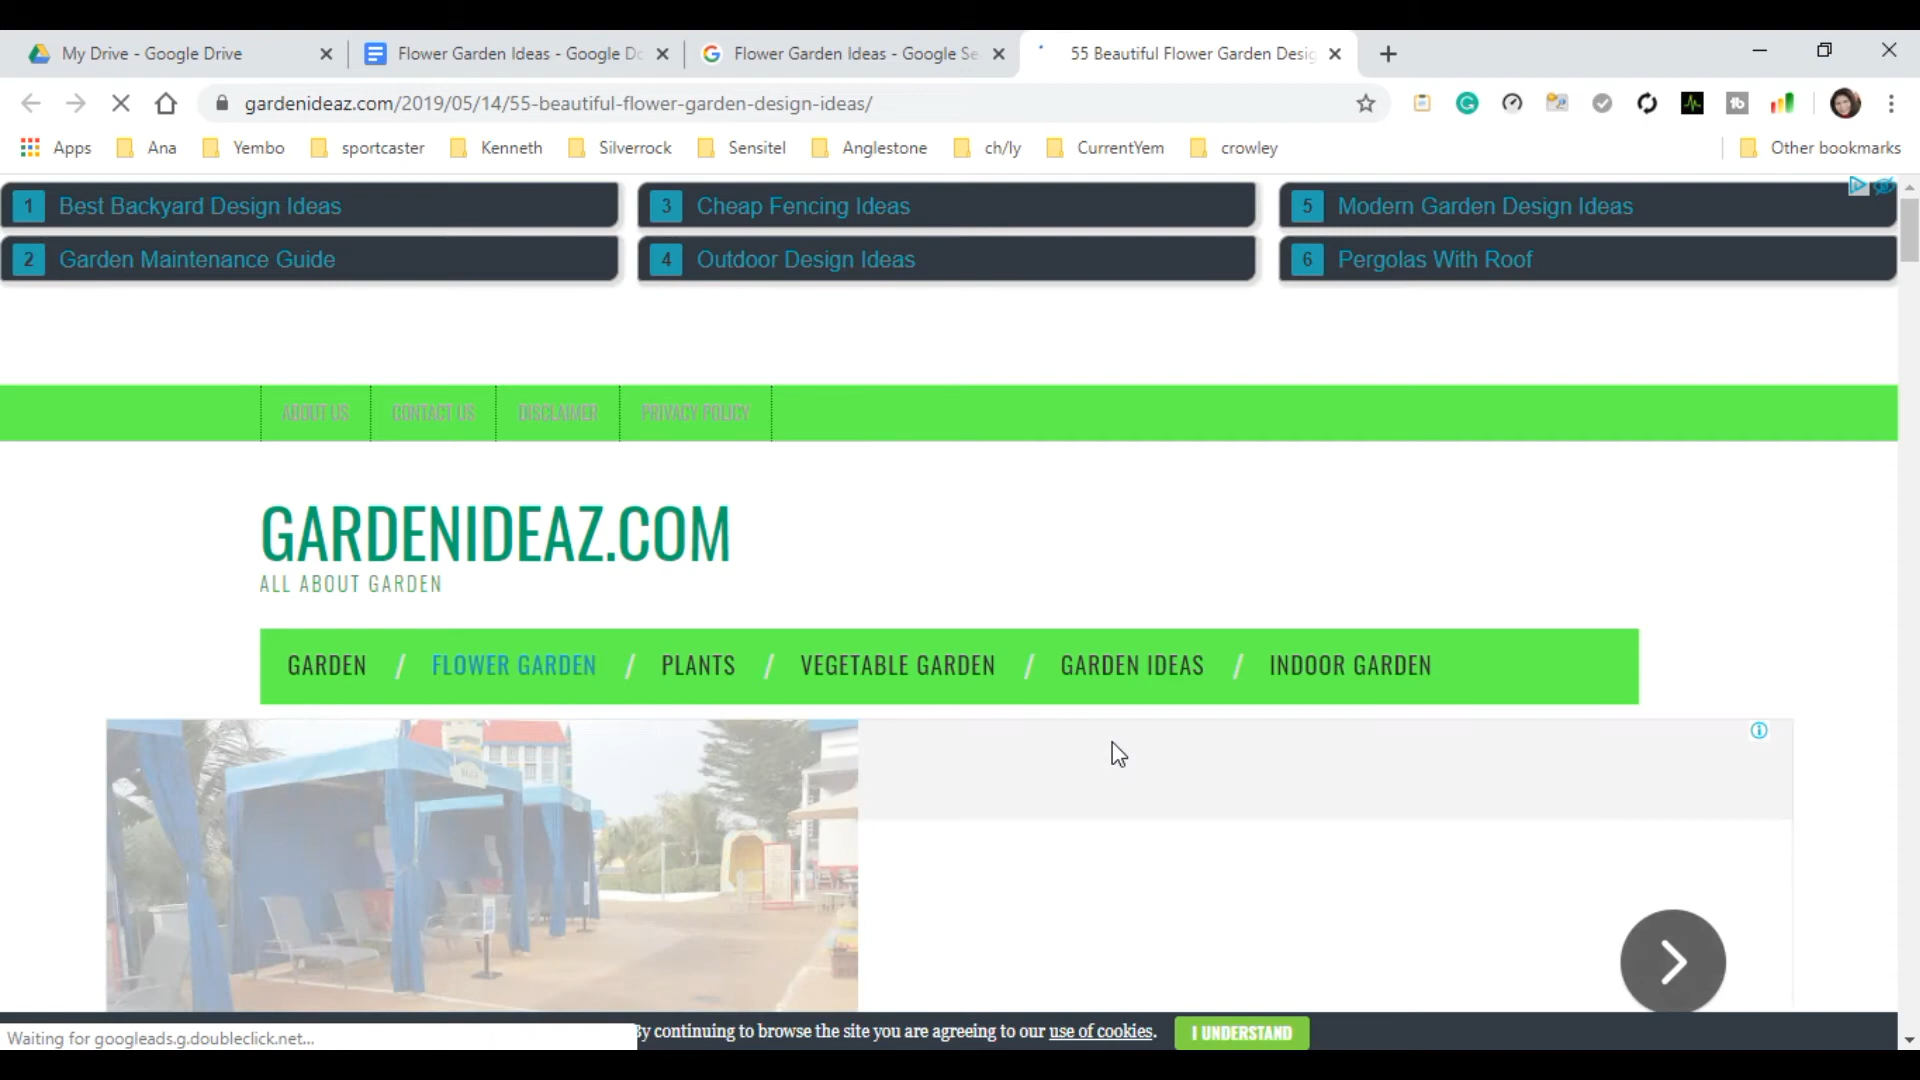 My Drive - Google Drive
Flower Garden Ideas - Google Do
Flower Garden Ideas - Google Se
55 Beautiful Flower Garden Desig
gardenideaz.com/2019/05/14/55-beautiful-flower-garden-design-ideas/
Apps Ana Yembo sportcaster Kenneth Silverrock Sensitel Anglestone ch/ly CurrentYem crowley Other bookmarks
1 Best Backyard Design Ideas
3 Cheap Fencing Ideas
5 Modern Garden Design Ideas
2 Garden Maintenance Guide
4 Outdoor Design Ideas
6 Pergolas With Roof
ABOUT US CONTACT US DISCLAIMER PRIVACY POLICY
GARDENIDEAZ.COM
ALL ABOUT GARDEN
GARDEN / FLOWER GARDEN / PLANTS / VEGETABLE GARDEN / GARDEN IDEAS / INDOOR GARDEN
By continuing to browse the site you are agreeing to our use of cookies. I UNDERSTAND
Waiting for googleads.g.doubleclick.net...